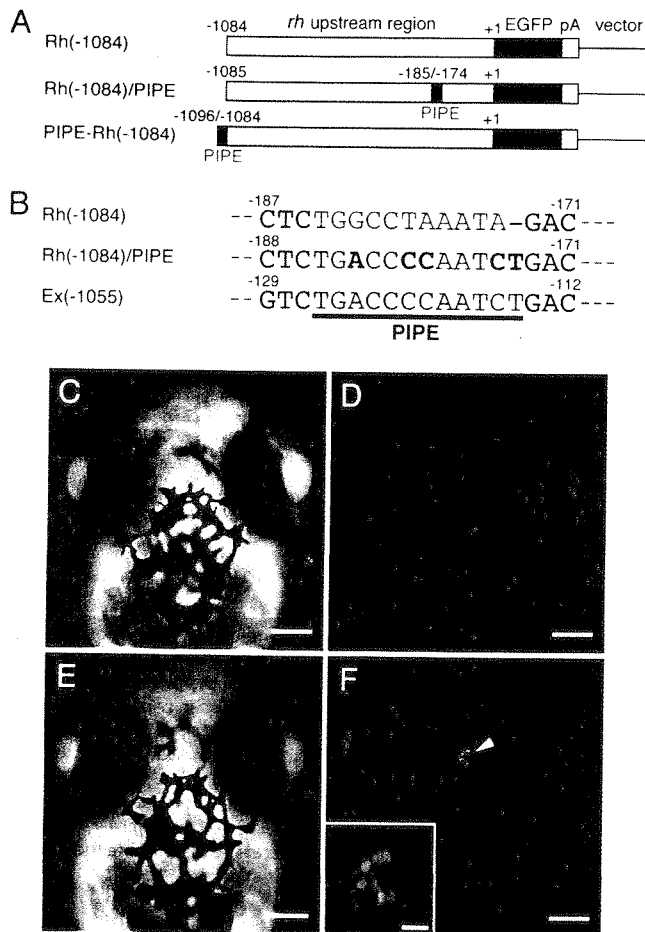 A
-1084 rh upstream region +1 EGFP pA vector
Rh(-1084)
-1085 -185/-174 +1
Rh(-1084)/PIPE
PIPE
-1096/-1084 +1
PIPE-Rh(-1084)
PIPE
B
-187 -171
Rh(-1084) -- CTCTGGCCTAAATA-GAC ---
-188 -171
Rh(-1084)/PIPE -- CTCTGACCCCAATCTGAC ---
-129 -112
Ex(-1055) -- GTCTGACCCCAATCTGAC ---
PIPE
C
D
E
F